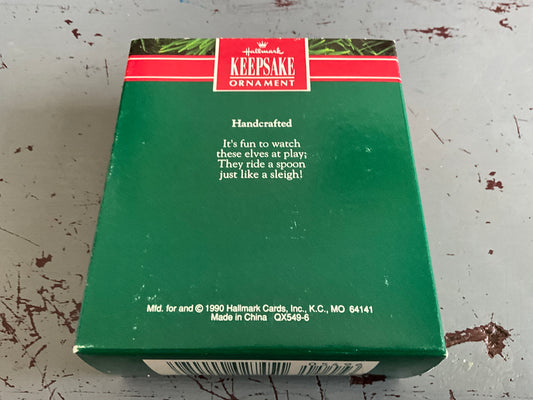 Hallmark
KEEPSAKE
ORNAMENT
Handcrafted
It's fun to watch
these elves at play;
They ride a spoon
just like a sleigh!
Mfd. for and © 1990 Hallmark Cards, Inc., K.C., MO 64141
Made in China QX549-6